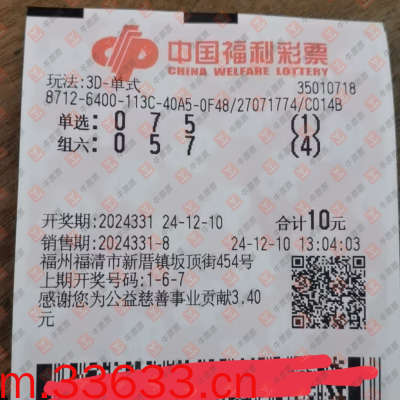 中国福利彩票
CHINA WELFARE LOTTERY
玩法:3D-单式 35010718
8712-6400-113C-40A5-0F48/27071774/C014B
单选: 0 7 5 (1)
组六: 0 5 7 (4)
开奖期:2024331 24-12-10 合计10元
销售期:2024331-8 24-12-10 13:04:03
福州福清市新厝镇坂顶街454号
上期开奖号码:1-6-7
感谢您为公益慈善事业贡献3.40
元
m.33633.cn